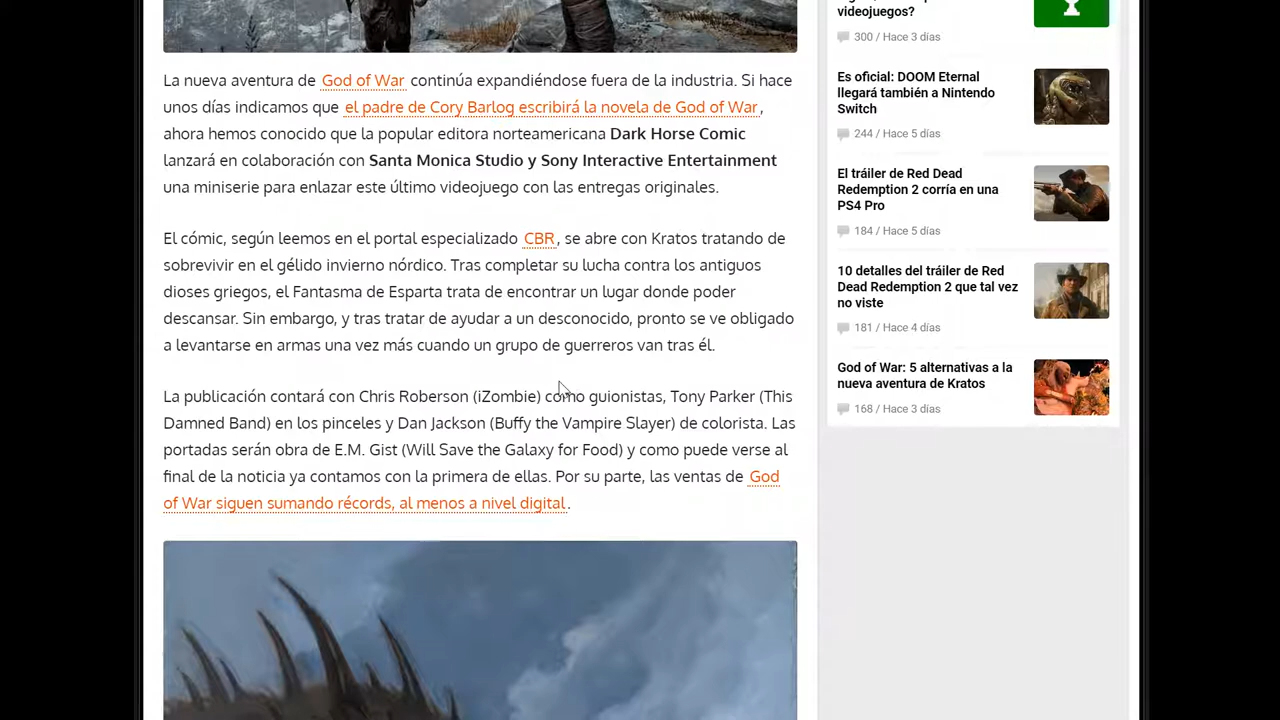 La nueva aventura de God of War continúa expandiéndose fuera de la industria. Si hace
unos días indicamos que el padre de Cory Barlog escribirá la novela de God of War,
ahora hemos conocido que la popular editora norteamericana Dark Horse Comic
lanzará en colaboración con Santa Monica Studio y Sony Interactive Entertainment
una miniserie para enlazar este último videojuego con las entregas originales.
El cómic, según leemos en el portal especializado CBR, se abre con Kratos tratando de
sobrevivir en el gélido invierno nórdico. Tras completar su lucha contra los antiguos
dioses griegos, el Fantasma de Esparta trata de encontrar un lugar donde poder
descansar. Sin embargo, y tras tratar de ayudar a un desconocido, pronto se ve obligado
a levantarse en armas una vez más cuando un grupo de guerreros van tras él.
La publicación contará con Chris Roberson (iZombie) como guionistas, Tony Parker (This
Damned Band) en los pinceles y Dan Jackson (Buffy the Vampire Slayer) de colorista. Las
portadas serán obra de E.M. Gist (Will Save the Galaxy for Food) y como puede verse al
final de la noticia ya contamos con la primera de ellas. Por su parte, las ventas de God
of War siguen sumando récords, al menos a nivel digital.
videojuegos?
300 / Hace 3 días
Es oficial: DOOM Eternal
llegará también a Nintendo
Switch
244 / Hace 5 días
El tráiler de Red Dead
Redemption 2 corría en una
PS4 Pro
184 / Hace 5 días
10 detalles del tráiler de Red
Dead Redemption 2 que tal vez
no viste
181 / Hace 4 días
God of War: 5 alternativas a la
nueva aventura de Kratos
168 / Hace 3 días